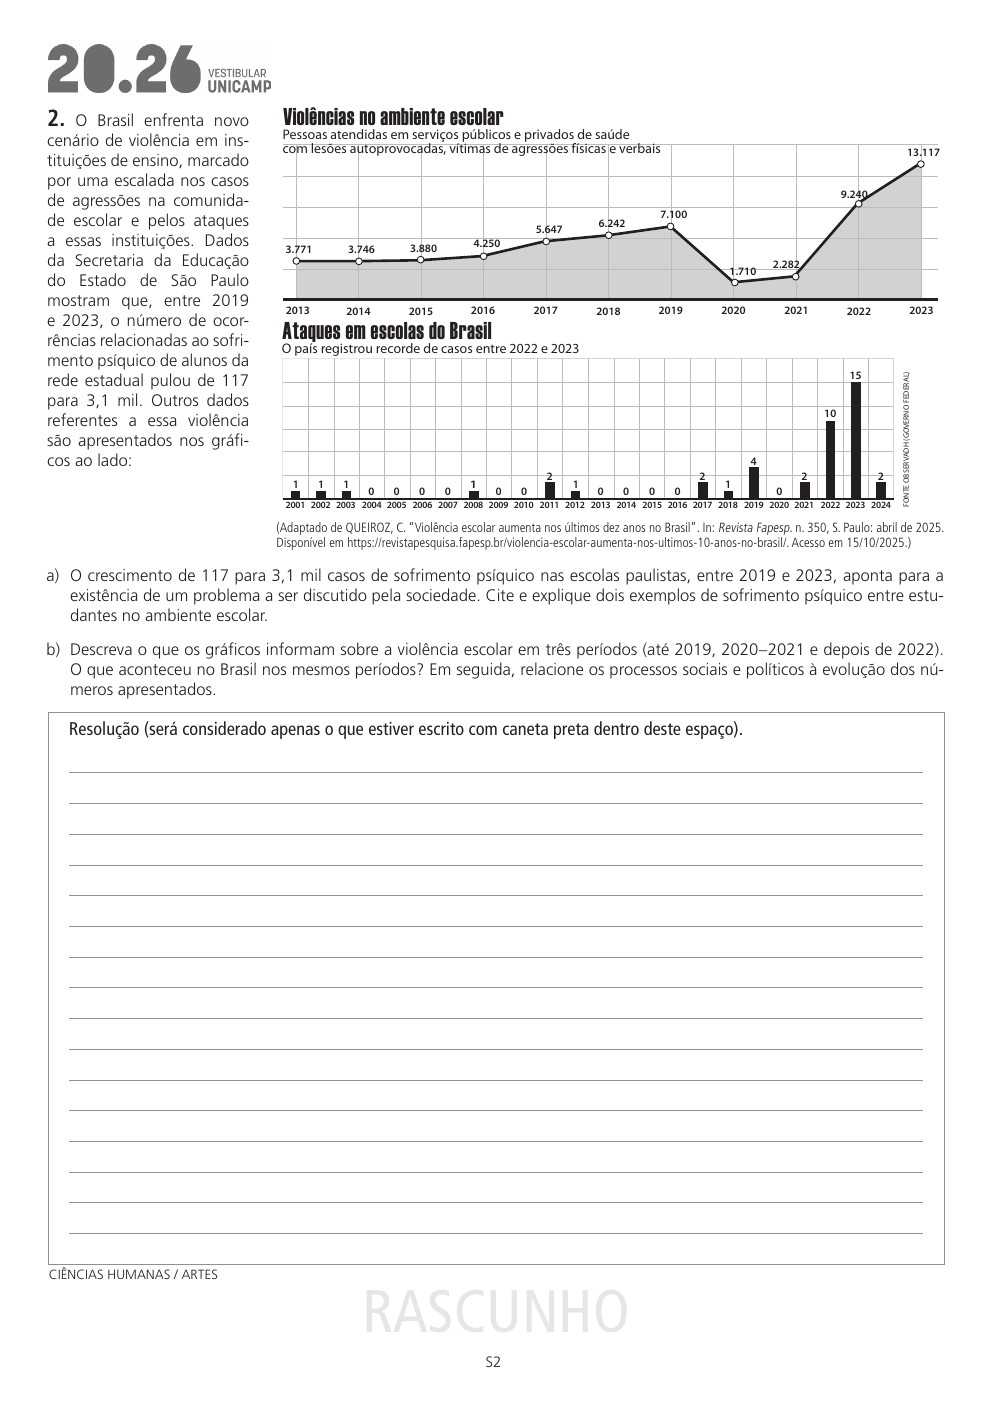 20.26 VESTIBULAR
UNICAMP
2. O Brasil enfrenta novo
cenário de violência em ins-
tituições de ensino, marcado
por uma escalada nos casos
de agressões na comunida-
de escolar e pelos ataques
a essas instituições. Dados
da Secretaria da Educação
do Estado de São Paulo
mostram que, entre 2019
e 2023, o número de ocor-
rências relacionadas ao sofri-
mento psíquico de alunos da
rede estadual pulou de 117
para 3,1 mil. Outros dados
referentes a essa violência
são apresentados nos gráfi-
cos ao lado:
Violências no ambiente escolar
Pessoas atendidas em serviços públicos e privados de saúde
com lesões autoprovocadas, vítimas de agressões físicas e verbais
3.771 3.746 3.880 4.250 5.647 6.242 7.100 1.710 2.282 9.240 13.117
2013 2014 2015 2016 2017 2018 2019 2020 2021 2022 2023
Ataques em escolas do Brasil
O país registrou recorde de casos entre 2022 e 2023
1 1 1 0 0 0 0 1 0 0 2 1 0 0 0 0 2 1 4 0 2 10 15 2
2001 2002 2003 2004 2005 2006 2007 2008 2009 2010 2011 2012 2013 2014 2015 2016 2017 2018 2019 2020 2021 2022 2023 2024
FONTE OBSERVADH (GOVERNO FEDERAL)
(Adaptado de QUEIROZ, C. “Violência escolar aumenta nos últimos dez anos no Brasil”. In: Revista Fapesp. n. 350, S. Paulo: abril de 2025.
Disponível em https://revistapesquisa.fapesp.br/violencia-escolar-aumenta-nos-ultimos-10-anos-no-brasil/. Acesso em 15/10/2025.)
a) O crescimento de 117 para 3,1 mil casos de sofrimento psíquico nas escolas paulistas, entre 2019 e 2023, aponta para a
existência de um problema a ser discutido pela sociedade. Cite e explique dois exemplos de sofrimento psíquico entre estu-
dantes no ambiente escolar.
b) Descreva o que os gráficos informam sobre a violência escolar em três períodos (até 2019, 2020–2021 e depois de 2022).
O que aconteceu no Brasil nos mesmos períodos? Em seguida, relacione os processos sociais e políticos à evolução dos nú-
meros apresentados.
Resolução (será considerado apenas o que estiver escrito com caneta preta dentro deste espaço).
CIÊNCIAS HUMANAS / ARTES
RASCUNHO
S2